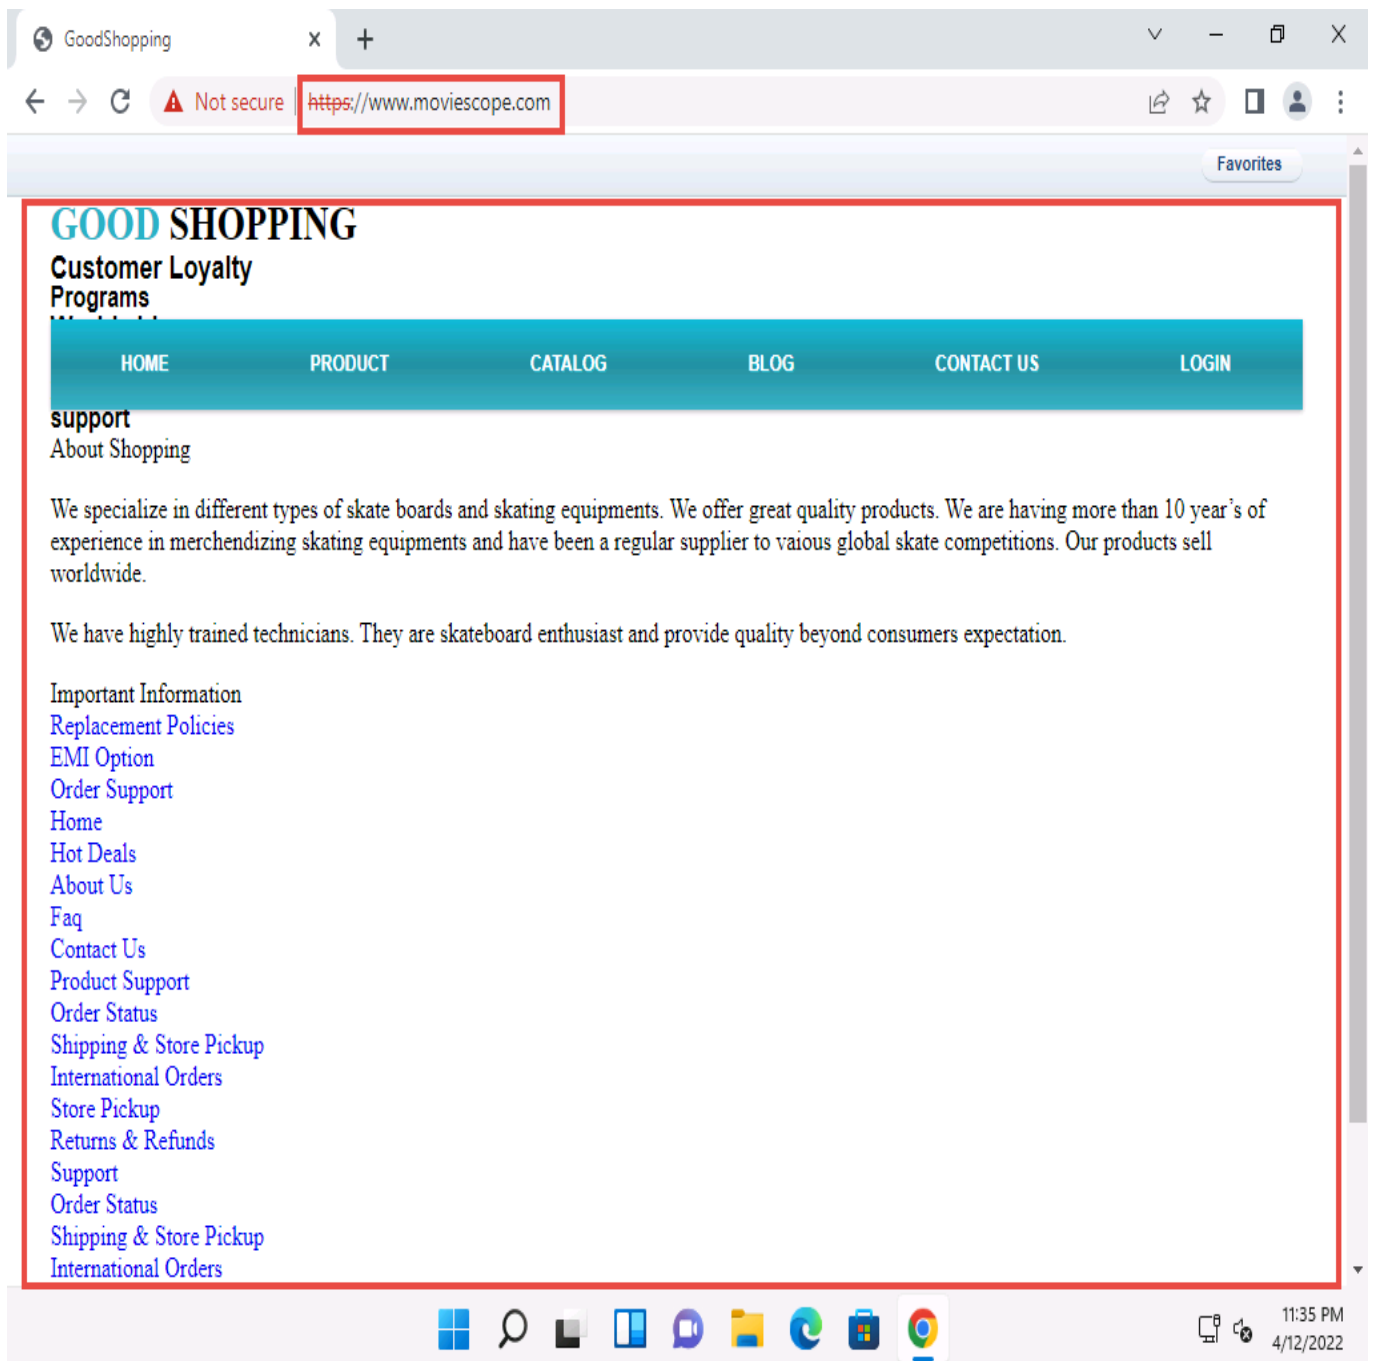 GoodShopping
Not secure https://www.moviescope.com
Favorites
GOOD SHOPPING
Customer Loyalty
Programs
HOME PRODUCT CATALOG BLOG CONTACT US LOGIN
support
About Shopping
We specialize in different types of skate boards and skating equipments. We offer great quality products. We are having more than 10 year’s of
experience in merchendizing skating equipments and have been a regular supplier to vaious global skate competitions. Our products sell
worldwide.
We have highly trained technicians. They are skateboard enthusiast and provide quality beyond consumers expectation.
Important Information
Replacement Policies
EMI Option
Order Support
Home
Hot Deals
About Us
Faq
Contact Us
Product Support
Order Status
Shipping & Store Pickup
International Orders
Store Pickup
Returns & Refunds
Support
Order Status
Shipping & Store Pickup
International Orders
11:35 PM
4/12/2022